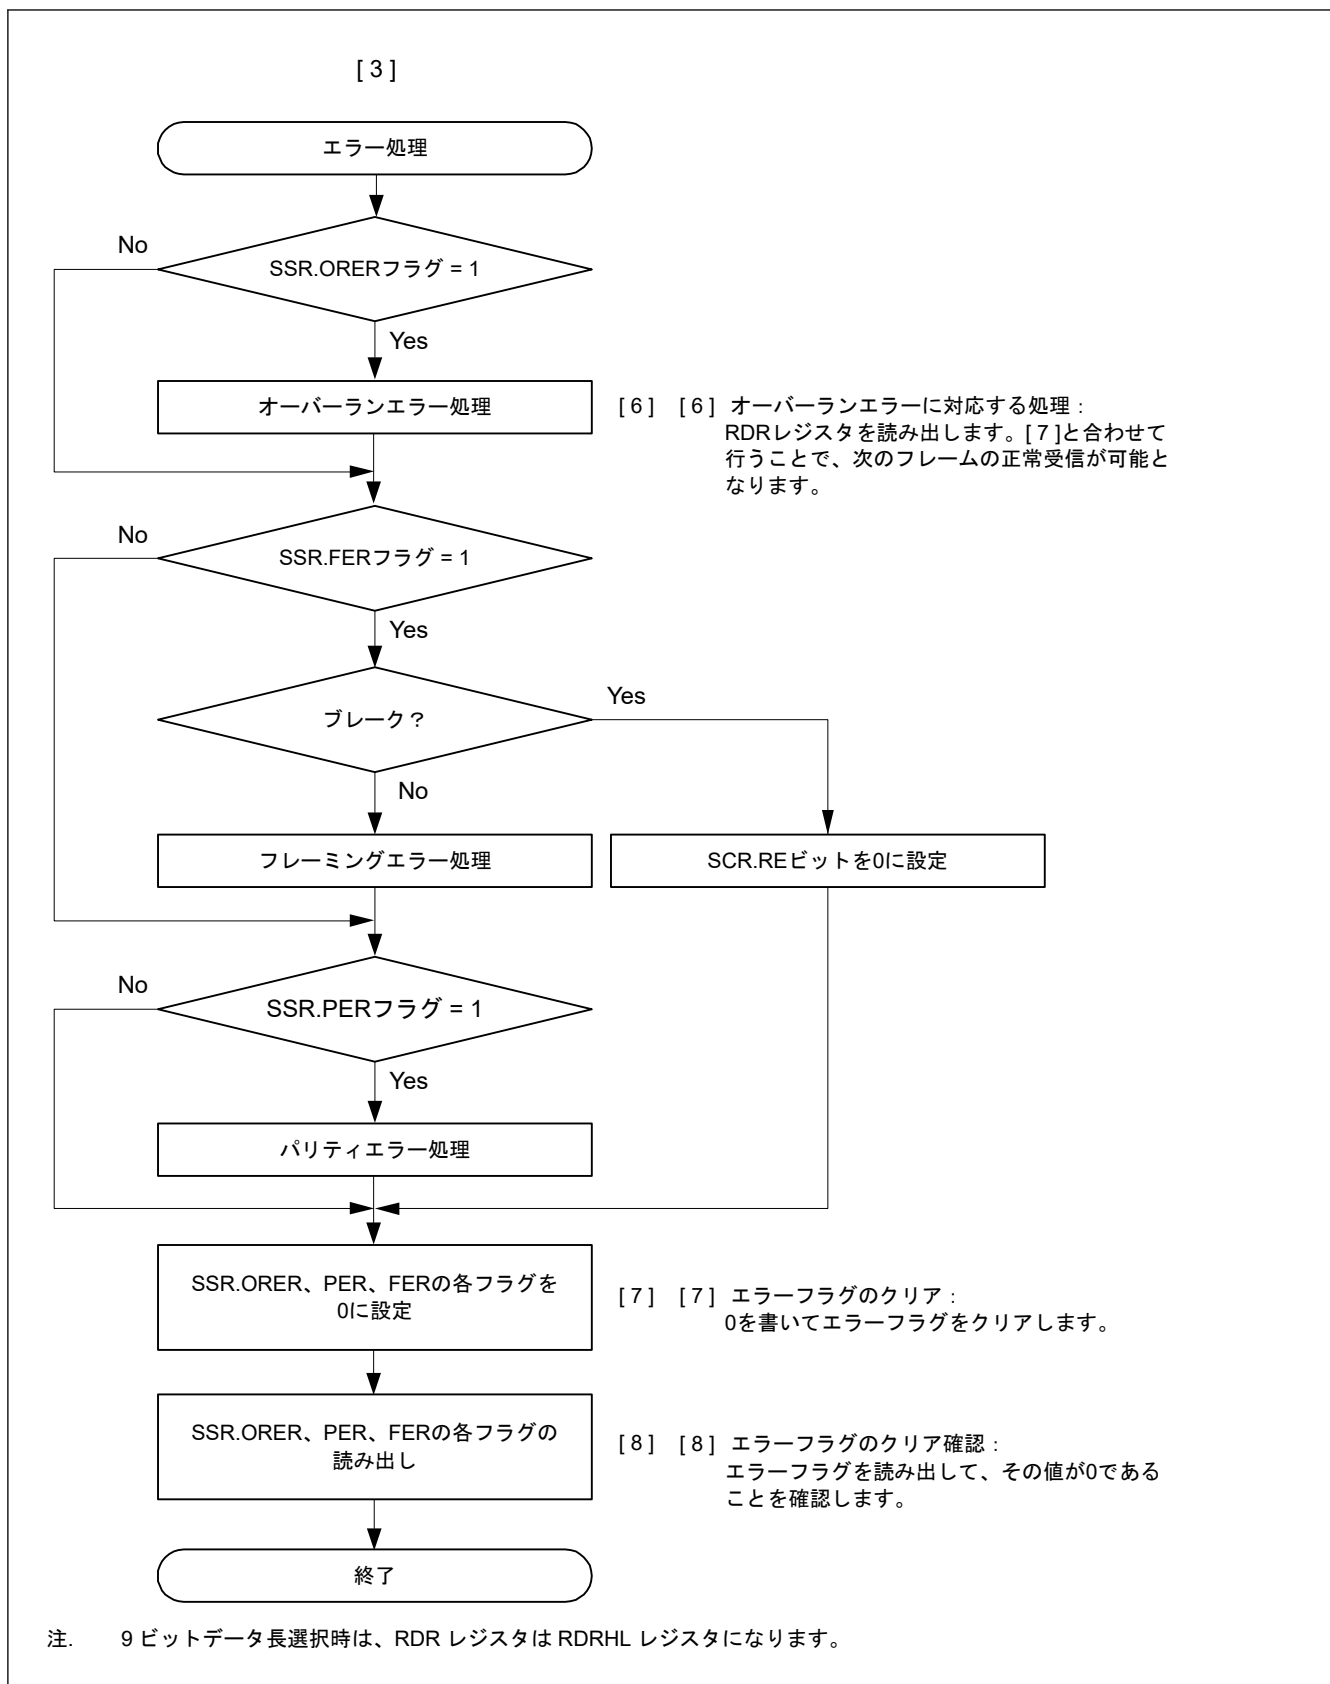 [ 3 ]
エラー処理
No
SSR.ORERフラグ = 1
Yes
オーバーランエラー処理
[ 6 ] [ 6 ] オーバーランエラーに対応する処理：
RDRレジスタを読み出します。[ 7 ]と合わせて
行うことで、次のフレームの正常受信が可能と
なります。
No
SSR.FERフラグ = 1
Yes
ブレーク？
Yes
No
フレーミングエラー処理
SCR.REビットを0に設定
No
SSR.PERフラグ = 1
Yes
パリティエラー処理
SSR.ORER、PER、FERの各フラグを
0に設定
[ 7 ] [ 7 ] エラーフラグのクリア：
0を書いてエラーフラグをクリアします。
SSR.ORER、PER、FERの各フラグの
読み出し
[ 8 ] [ 8 ] エラーフラグのクリア確認：
エラーフラグを読み出して、その値が0である
ことを確認します。
終了
注. 9 ビットデータ長選択時は、RDR レジスタは RDRHL レジスタになります。